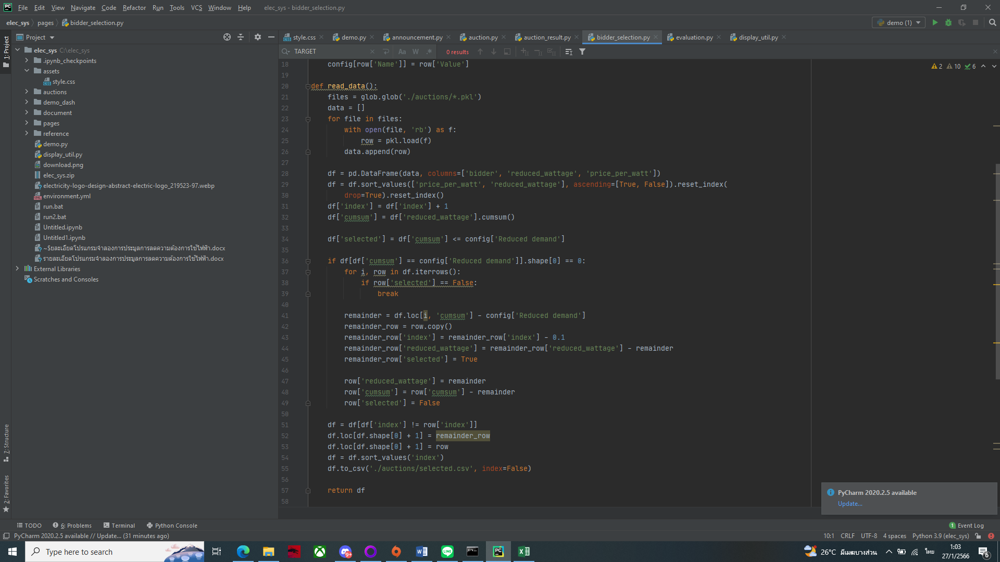 File Edit View Navigate Code Refactor Run Tools VCS Window Help elec_sys - bidder_selection.py
elec_sys pages bidder_selection.py demo (1)
Project
style.css demo.py announcement.py auction.py auction_result.py bidder_selection.py evaluation.py display_util.py
TARGET Aa W .* 0 results
1: Project
elec_sys C:\elec_sys
.ipynb_checkpoints
assets
style.css
auctions
demo_dash
document
pages
reference
demo.py
display_util.py
download.png
elec_sys.zip
electricity-logo-design-abstract-electric-logo_219523-97.webp
environment.yml
run.bat
run2.bat
Untitled.ipynb
Untitled1.ipynb
~$ยละเอียดโปรแกรมจำลองการประมูลการลดความต้องการใช้ไฟฟ้า.docx
รายละเอียดโปรแกรมจำลองการประมูลการลดความต้องการใช้ไฟฟ้า.docx
External Libraries
Scratches and Consoles
7: Structure
2: Favorites
2 10 6
18 config[row['Name']] = row['Value']
19
20 def read_data():
21 files = glob.glob('./auctions/*.pkl')
22 data = []
23 for file in files:
24 with open(file, 'rb') as f:
25 row = pkl.load(f)
26 data.append(row)
27
28 df = pd.DataFrame(data, columns=['bidder', 'reduced_wattage', 'price_per_watt'])
29 df = df.sort_values(['price_per_watt', 'reduced_wattage'], ascending=[True, False]).reset_index(
30 drop=True).reset_index()
31 df['index'] = df['index'] + 1
32 df['cumsum'] = df['reduced_wattage'].cumsum()
33
34 df['selected'] = df['cumsum'] <= config['Reduced demand']
35
36 if df[df['cumsum'] == config['Reduced demand']].shape[0] == 0:
37 for i, row in df.iterrows():
38 if row['selected'] == False:
39 break
40
41 remainder = df.loc[i, 'cumsum'] - config['Reduced demand']
42 remainder_row = row.copy()
43 remainder_row['index'] = remainder_row['index'] - 0.1
44 remainder_row['reduced_wattage'] = remainder_row['reduced_wattage'] - remainder
45 remainder_row['selected'] = True
46
47 row['reduced_wattage'] = remainder
48 row['cumsum'] = row['cumsum'] - remainder
49 row['selected'] = False
50
51 df = df[df['index'] != row['index']]
52 df.loc[df.shape[0] + 1] = remainder_row
53 df.loc[df.shape[0] + 1] = row
54 df = df.sort_values('index')
55 df.to_csv('./auctions/selected.csv', index=False)
56
57 return df
58
PyCharm 2020.2.5 available
Update...
TODO 6: Problems Terminal Python Console 1 Event Log
PyCharm 2020.2.5 available // Update... (31 minutes ago) 10:1 CRLF UTF-8 4 spaces Python 3.9 (elec_sys)
Type here to search 9+ 26°C มีเมฆบางส่วน ไทย 1:03
27/1/2566 6